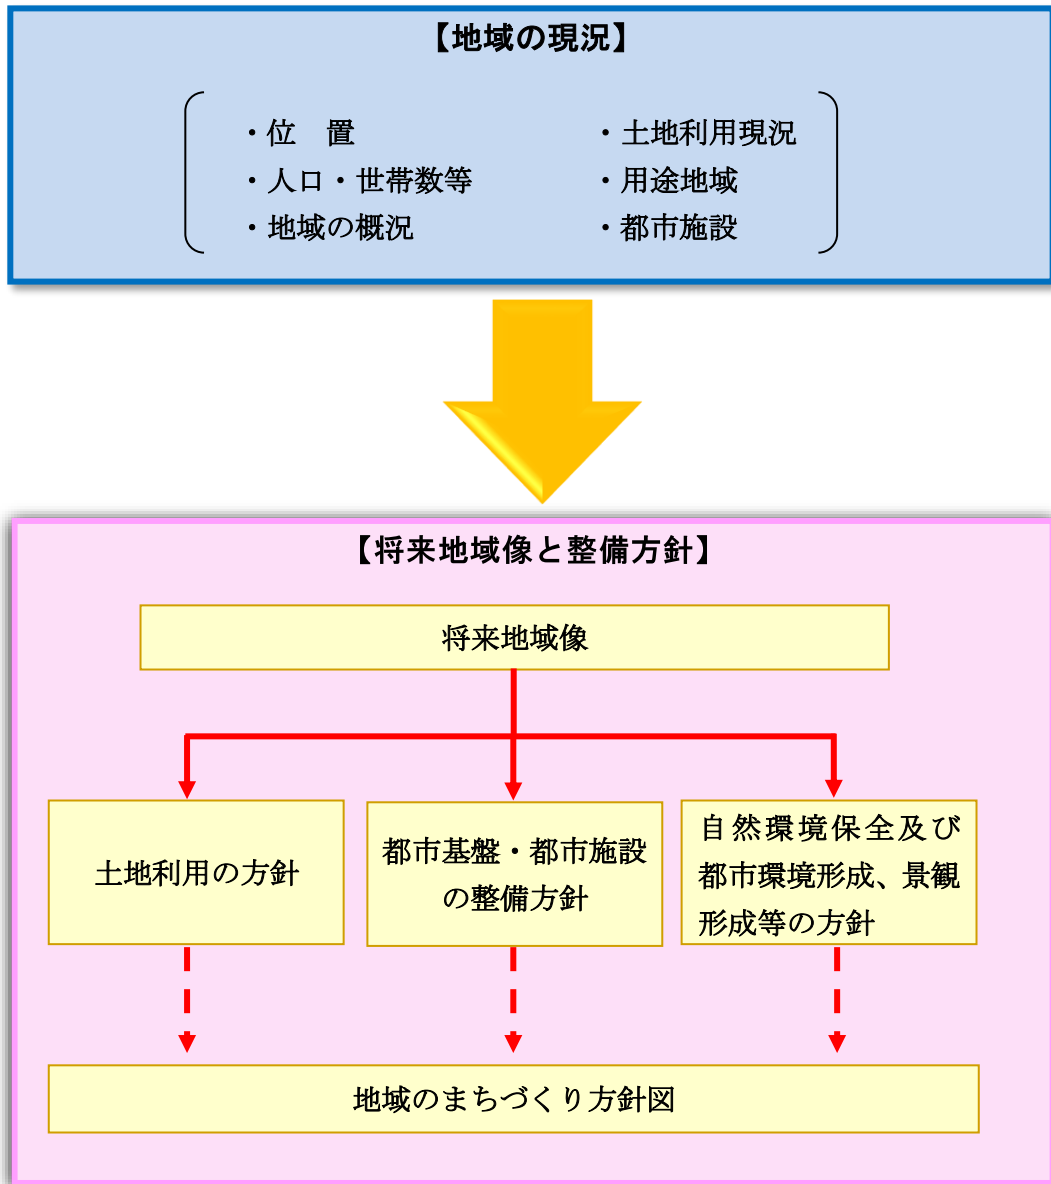 【地域の現況】
・位　置
・人口・世帯数等
・地域の概況
・土地利用現況
・用途地域
・都市施設
【将来地域像と整備方針】
将来地域像
土地利用の方針
都市基盤・都市施設
の整備方針
自然環境保全及び
都市環境形成、景観
形成等の方針
地域のまちづくり方針図